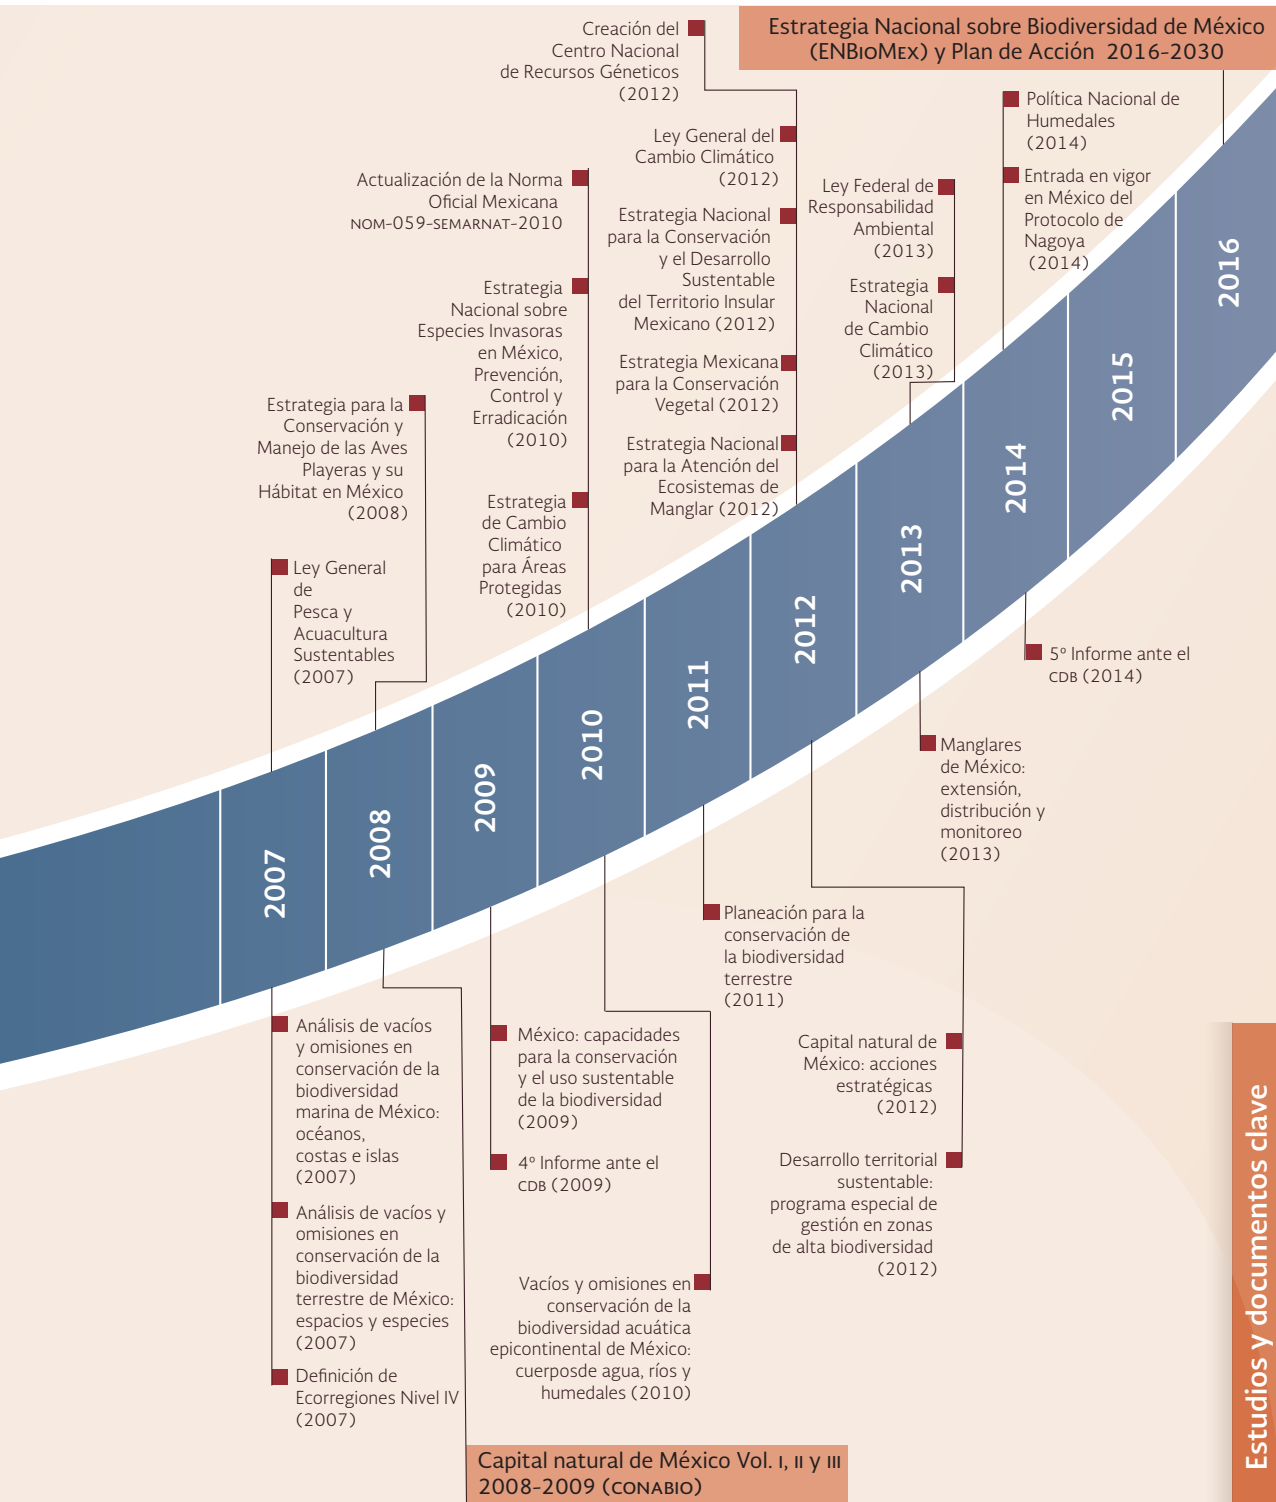 Estrategia Nacional sobre Biodiversidad de México
(ENBioMex) y Plan de Acción 2016-2030
Creación del
Centro Nacional
de Recursos Géneticos
(2012)
Ley General del
Cambio Climático
(2012)
Estrategia Nacional
para la Conservación
y el Desarrollo
Sustentable
del Territorio Insular
Mexicano (2012)
Estrategia Mexicana
para la Conservación
Vegetal (2012)
Estrategia Nacional
para la Atención del
Ecosistemas de
Manglar (2012)
Política Nacional de
Humedales
(2014)
Entrada en vigor
en México del
Protocolo de
Nagoya
(2014)
Ley Federal de
Responsabilidad
Ambiental
(2013)
Estrategia
Nacional
de Cambio
Climático
(2013)
Actualización de la Norma
Oficial Mexicana
NOM-059-SEMARNAT-2010
Estrategia
Nacional sobre
Especies Invasoras
en México,
Prevención,
Control y
Erradicación
(2010)
Estrategia
de Cambio
Climático
para Áreas
Protegidas
(2010)
Estrategia para la
Conservación y
Manejo de las Aves
Playeras y su
Hábitat en México
(2008)
Ley General
de
Pesca y
Acuacultura
Sustentables
(2007)
2007
2008
2009
2010
2011
2012
2013
2014
2015
2016
5º Informe ante el
CDB (2014)
Manglares
de México:
extensión,
distribución y
monitoreo
(2013)
Planeación para la
conservación de
la biodiversidad
terrestre
(2011)
Capital natural de
México: acciones
estratégicas
(2012)
Desarrollo territorial
sustentable:
programa especial de
gestión en zonas
de alta biodiversidad
(2012)
Análisis de vacíos
y omisiones en
conservación de la
biodiversidad
marina de México:
océanos,
costas e islas
(2007)
Análisis de vacíos y
omisiones en
conservación de la
biodiversidad
terrestre de México:
espacios y especies
(2007)
Definición de
Ecorregiones Nivel IV
(2007)
México: capacidades
para la conservación
y el uso sustentable
de la biodiversidad
(2009)
4º Informe ante el
CDB (2009)
Vacíos y omisiones en
conservación de la
biodiversidad acuática
epicontinental de México:
cuerposde agua, ríos y
humedales (2010)
Capital natural de México Vol. I, II y III
2008-2009 (CONABIO)
Estudios y documentos clave